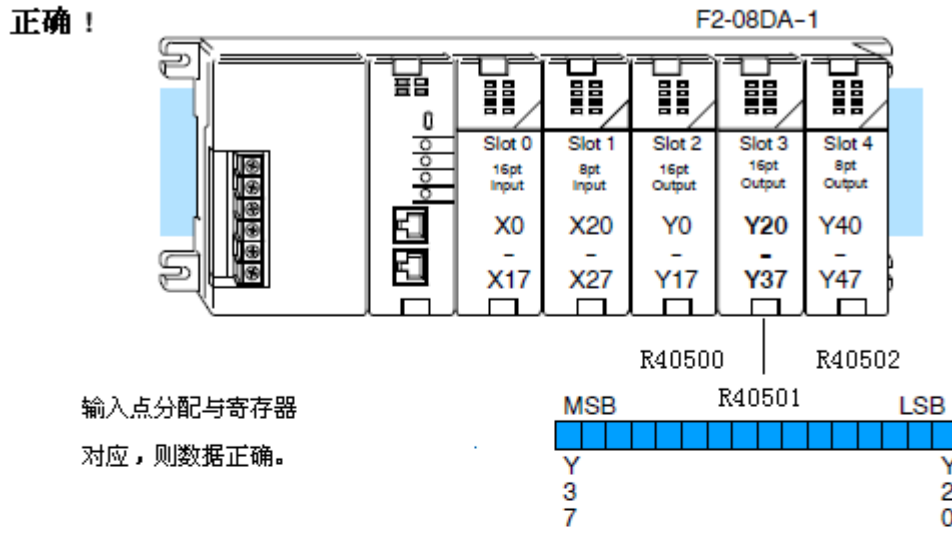 正确！
F2-08DA-1
Slot 0 Slot 1 Slot 2 Slot 3 Slot 4
16pt 8pt 16pt 16pt 8pt
Input Input Output Output Output
X0 X20 Y0 Y20 Y40
- - - - -
X17 X27 Y17 Y37 Y47
R40500 R40502
R40501
输入点分配与寄存器
对应，则数据正确。
MSB LSB
Y Y
3 2
7 0